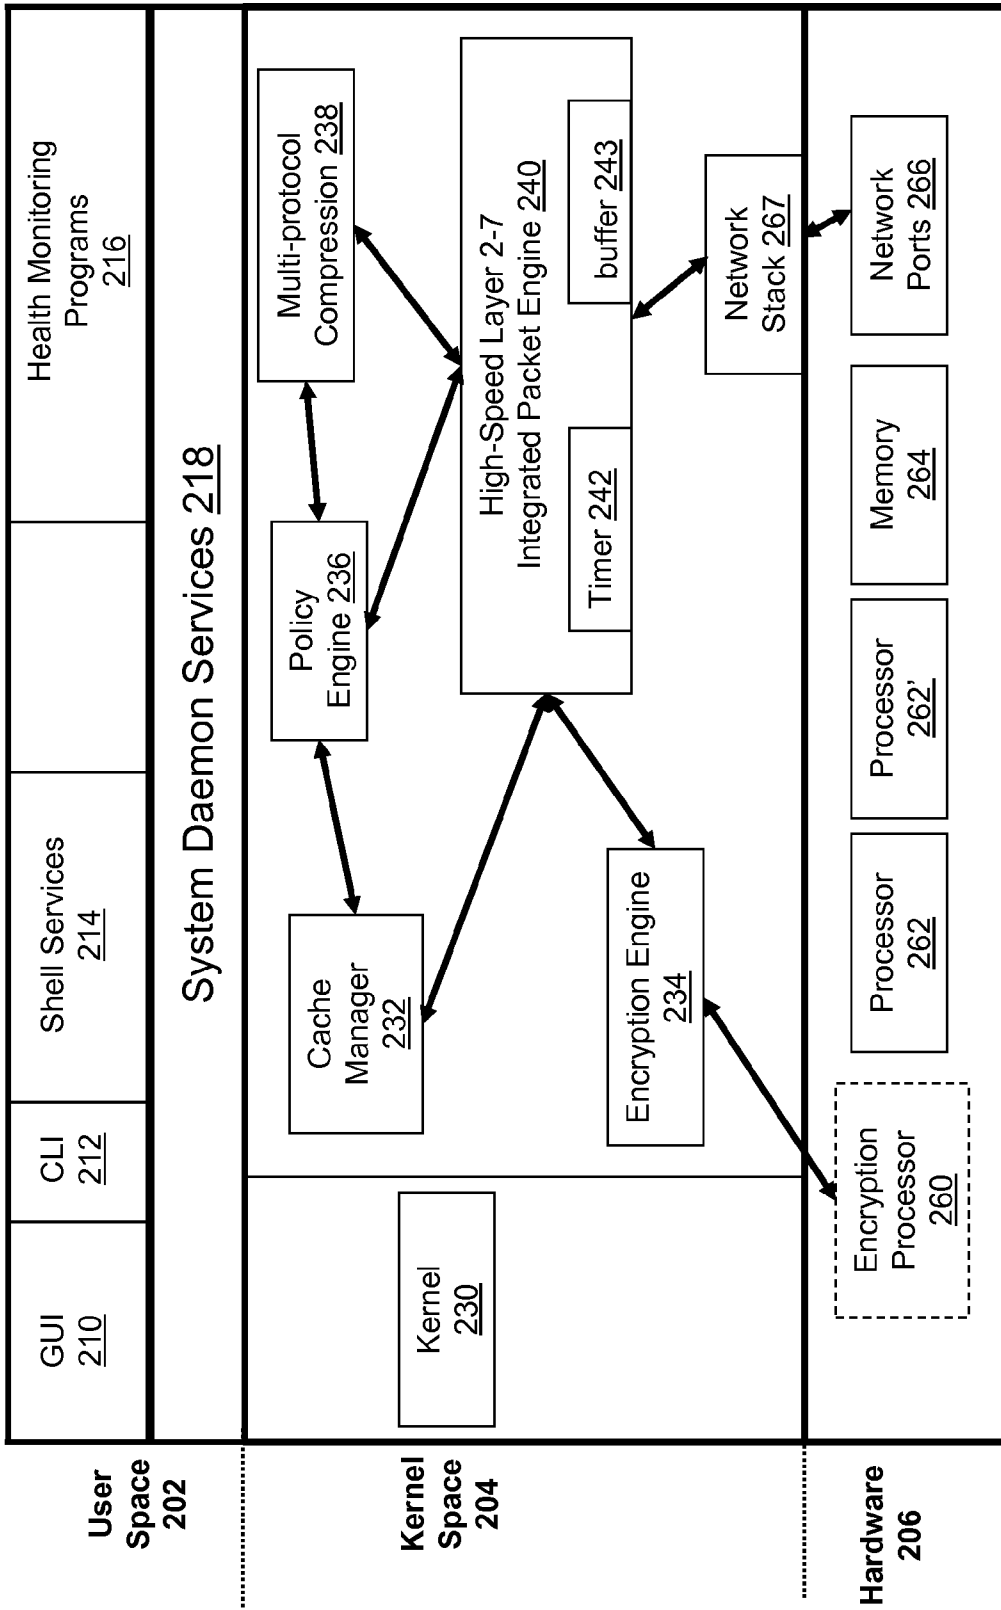 User
Space
202
GUI
210
CLI
212
Shell Services
214
Health Monitoring
Programs
216
System Daemon Services 218
Kernel
Space
204
Kernel
230
Cache
Manager
232
Policy
Engine 236
Multi-protocol
Compression 238
High-Speed Layer 2-7
Integrated Packet Engine 240
Timer 242
buffer 243
Encryption Engine
234
Network
Stack 267
Hardware
206
Encryption
Processor
260
Processor
262
Processor
262'
Memory
264
Network
Ports 266